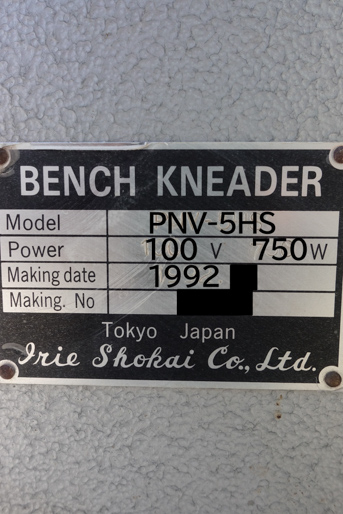 BENCH KNEADER
Model PNV-5HS
Power 100 V 750 W
Making date 1992
Making. No
Tokyo Japan
Irie Shokai Co., Ltd.